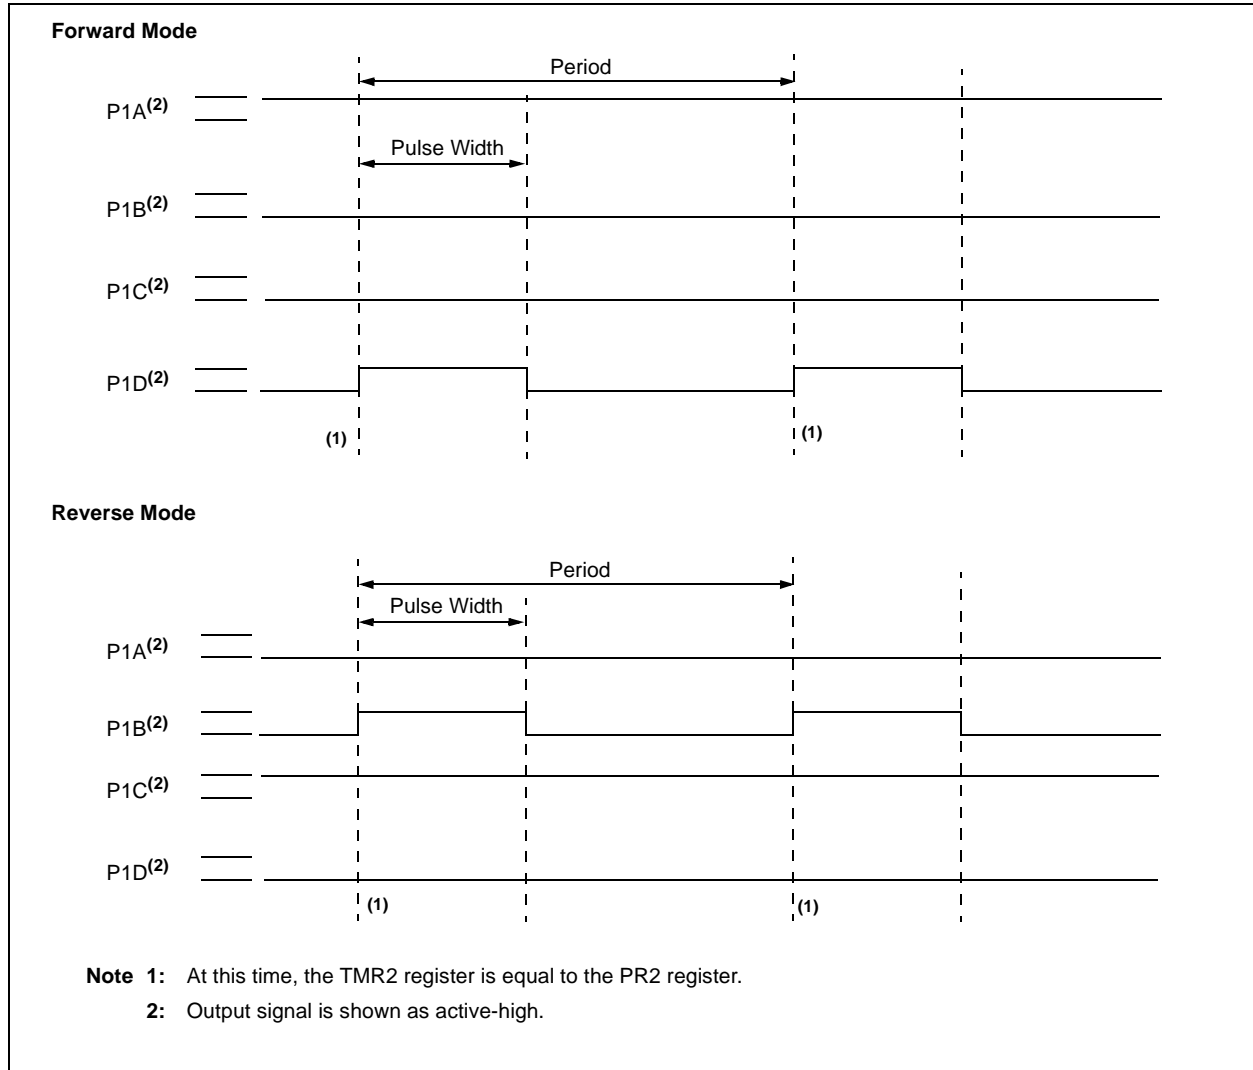 Forward Mode
Period
P1A(2)
Pulse Width
P1B(2)
P1C(2)
P1D(2)
(1)
(1)
Reverse Mode
Period
Pulse Width
P1A(2)
P1B(2)
P1C(2)
P1D(2)
(1)
(1)
Note 1: At this time, the TMR2 register is equal to the PR2 register.
2: Output signal is shown as active-high.